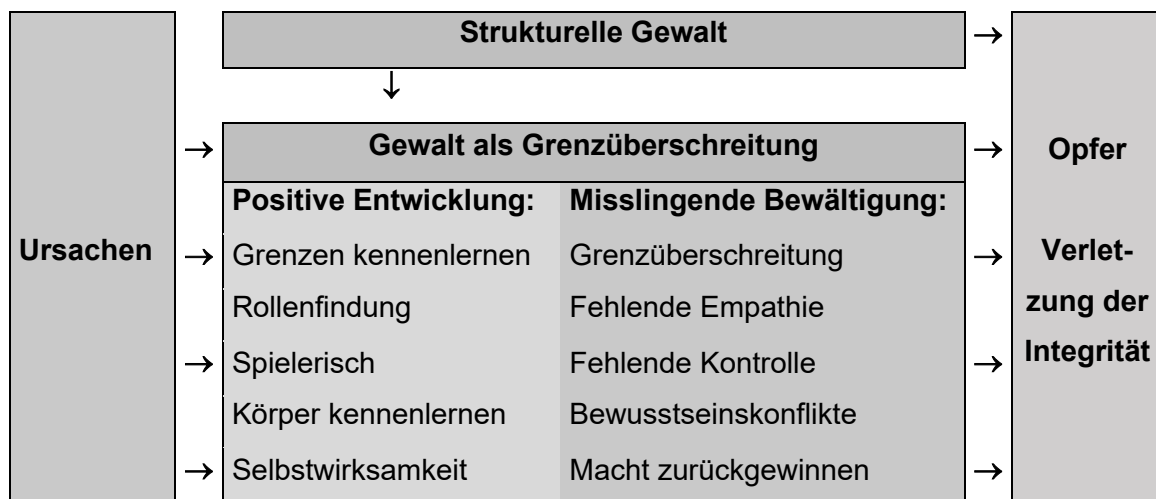 Strukturelle Gewalt →
↓
→ Gewalt als Grenzüberschreitung → Opfer
Positive Entwicklung: Misslingende Bewältigung:
Ursachen → Grenzen kennenlernen Grenzüberschreitung → Verlet-
Rollenfindung Fehlende Empathie zung der
→ Spielerisch Fehlende Kontrolle → Integrität
Körper kennenlernen Bewusstseinskonflikte
→ Selbstwirksamkeit Macht zurückgewinnen →